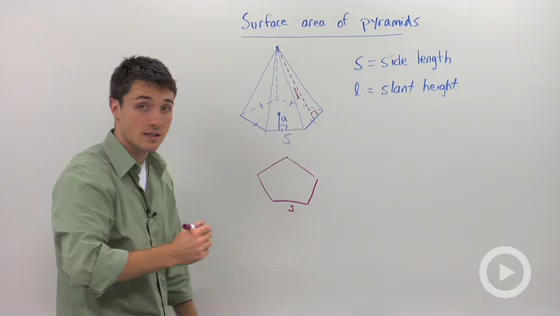 Surface area of pyramids
S = side length
l = slant height
l
a
S
s